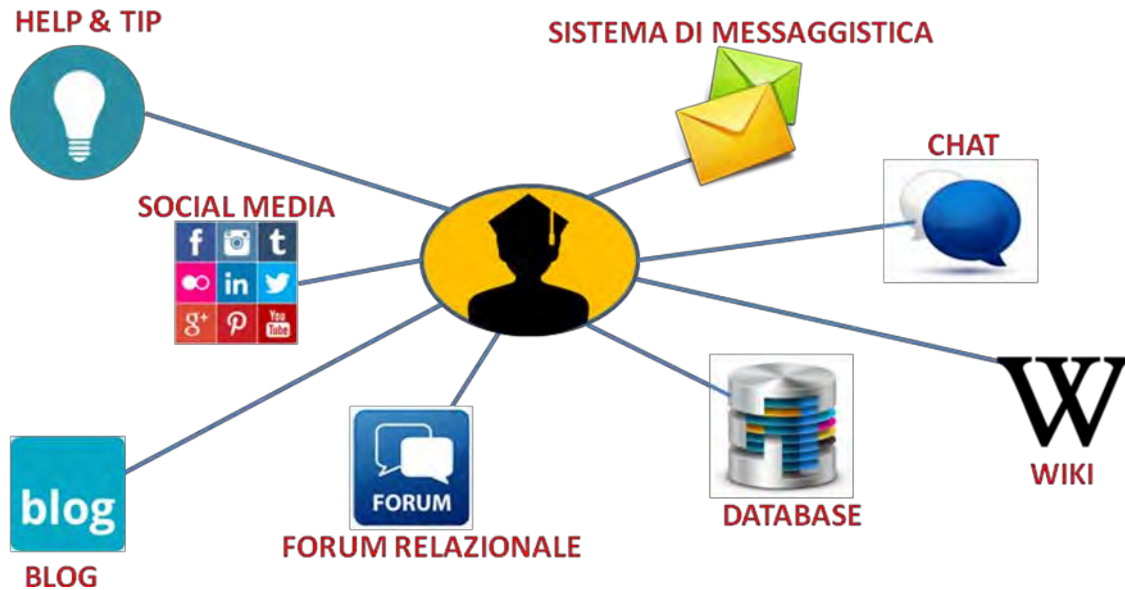 HELP & TIP
SISTEMA DI MESSAGGISTICA
CHAT
SOCIAL MEDIA
f t
in
g+ You
Tube
W
WIKI
blog
BLOG
FORUM
FORUM RELAZIONALE
DATABASE